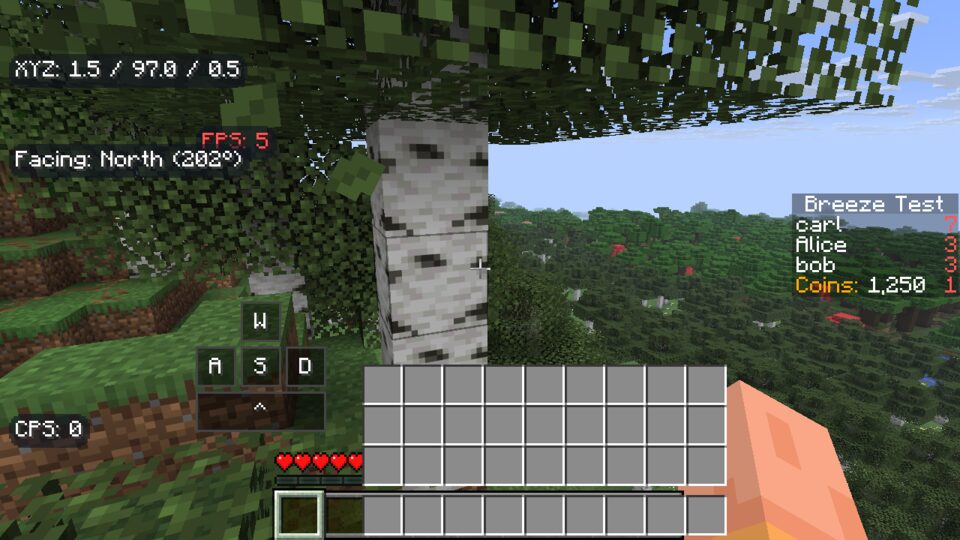 XYZ: 1.5 / 97.0 / 0.5
FPS: 5
Facing: North (202°)
Breeze Test
carl 7
Alice 3
bob 3
Coins: 1,250 1
W
A S D
^
CPS: 0